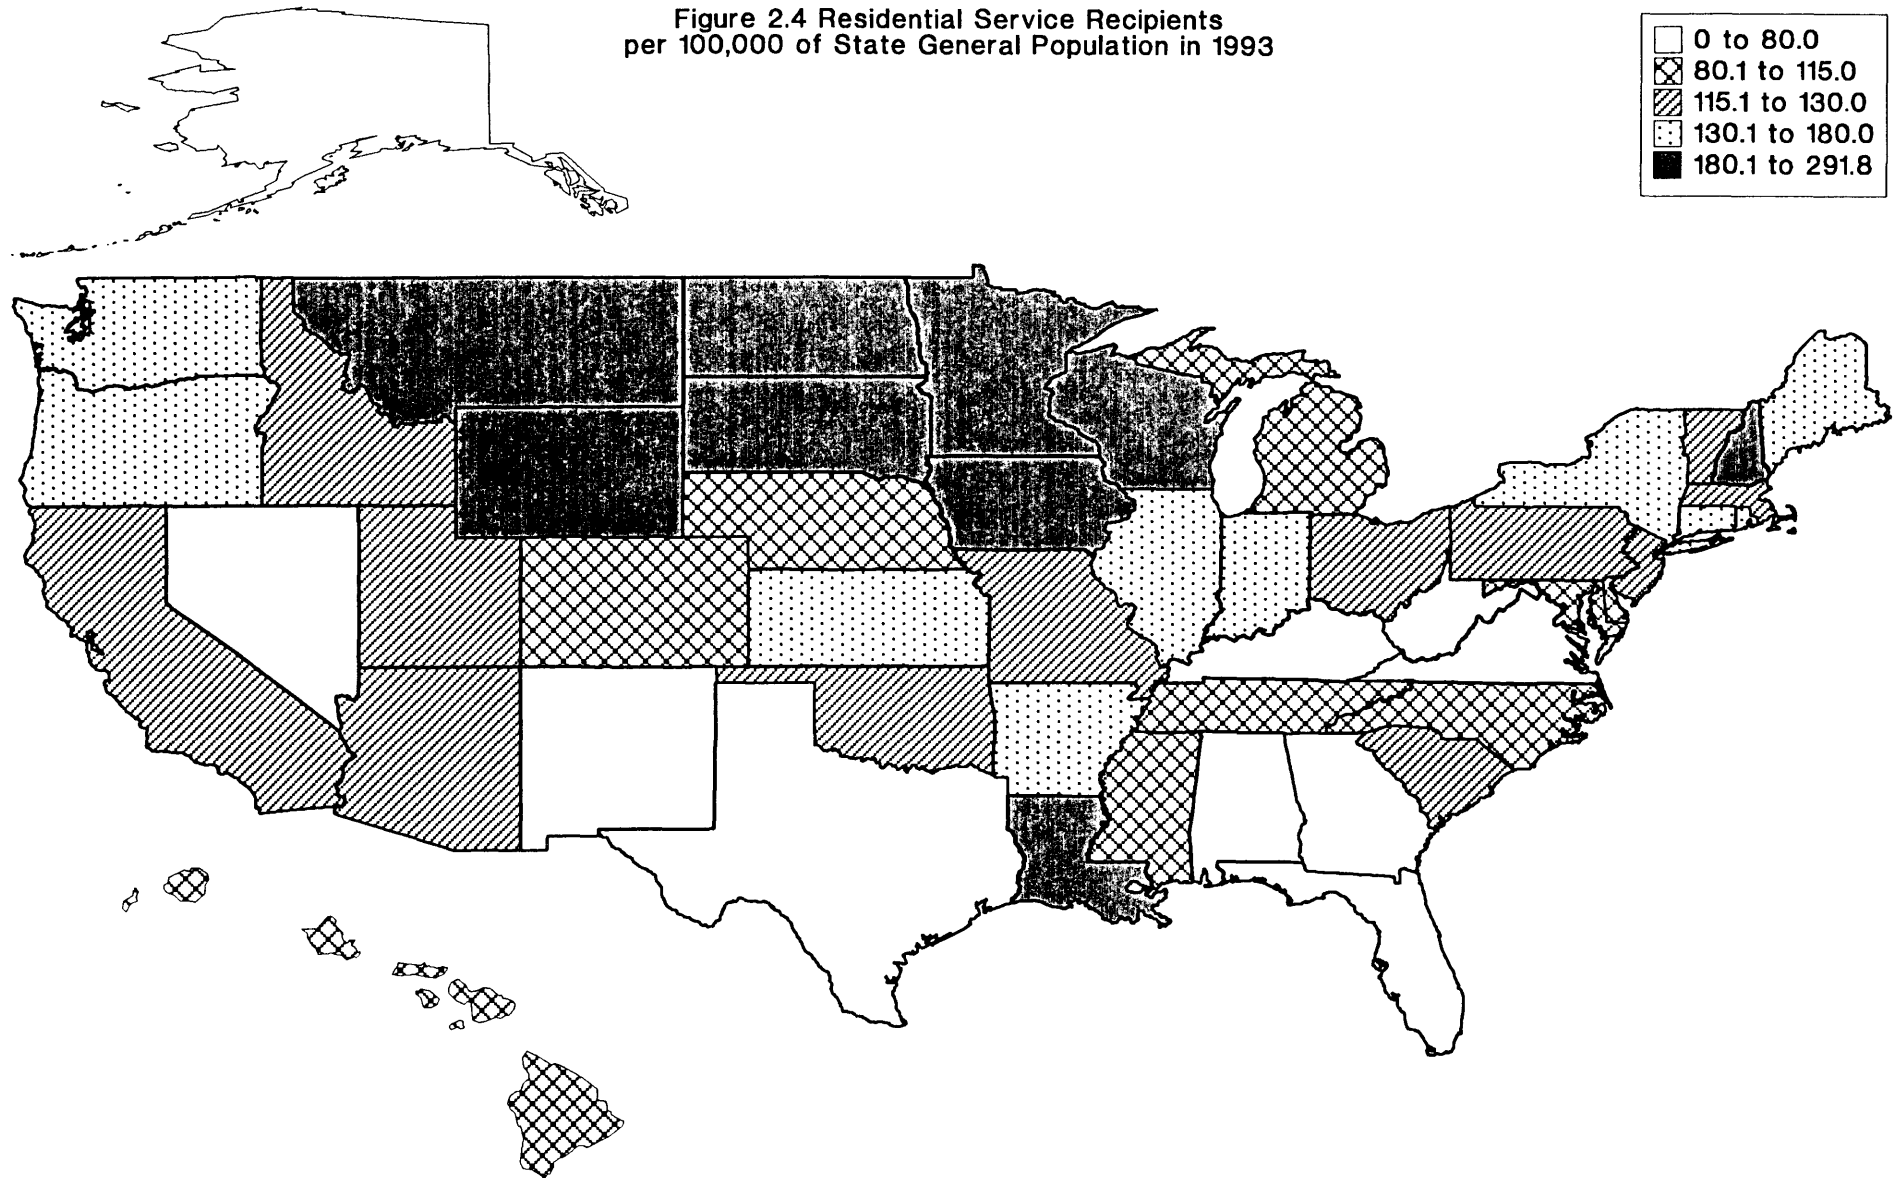 Figure 2.4 Residential Service Recipients
per 100,000 of State General Population in 1993
0 to 80.0
80.1 to 115.0
115.1 to 130.0
130.1 to 180.0
180.1 to 291.8